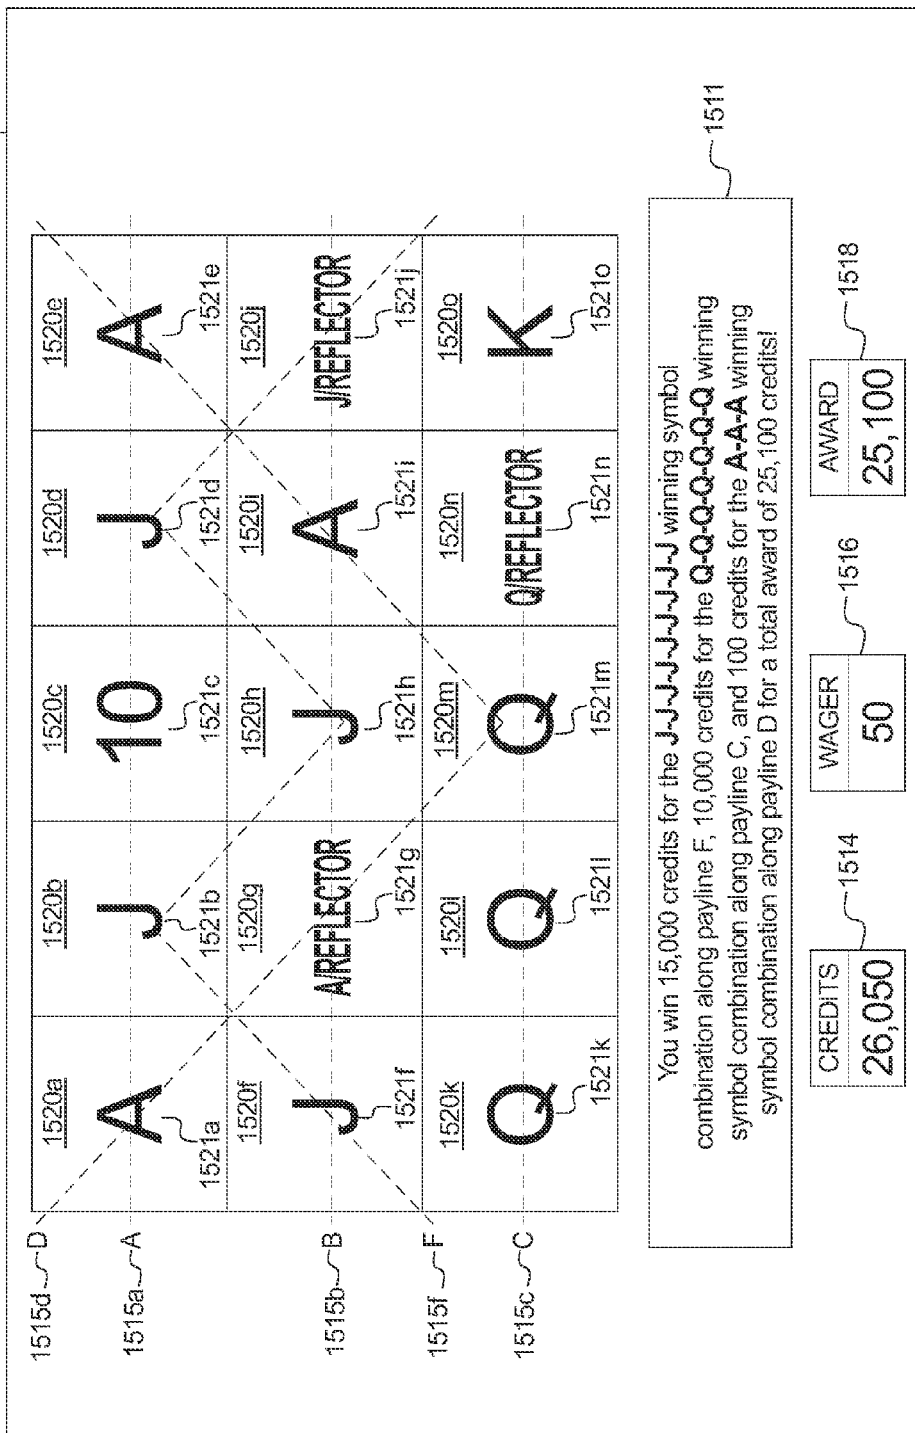 1515d D
1515a A
1515b B
1515f F
1515c C
1520a 1520b 1520c 1520d 1520e
A J 10 J A
1521a 1521b 1521c 1521d 1521e
1520f 1520g 1520h 1520i 1520j
J A/REFLECTOR J A J/REFLECTOR
1521f 1521g 1521h 1521i 1521j
1520k 1520l 1520m 1520n 1520o
Q Q Q Q/REFLECTOR K
1521k 1521l 1521m 1521n 1521o
You win 15,000 credits for the J-J-J-J-J-J-J-J winning symbol
combination along payline F, 10,000 credits for the Q-Q-Q-Q-Q-Q-Q winning
symbol combination along payline C, and 100 credits for the A-A-A winning
symbol combination along payline D for a total award of 25,100 credits!
1511
CREDITS
26,050
1514
WAGER
50
1516
AWARD
25,100
1518